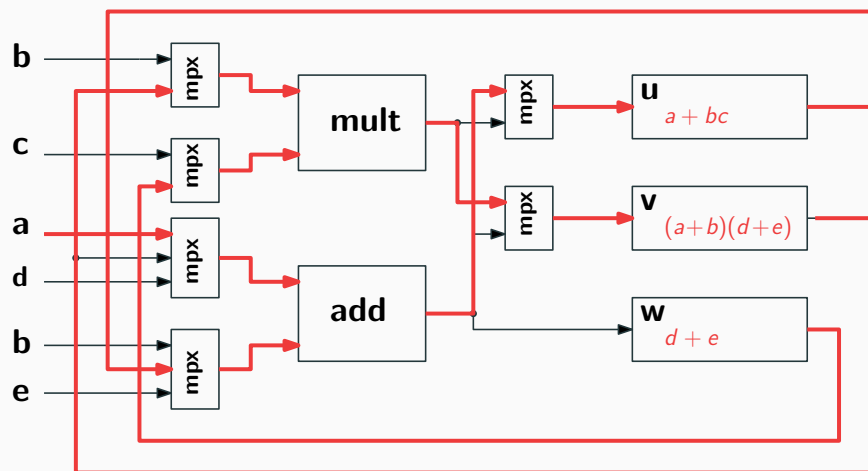 b
mpx
c
mpx
a
d
mpx
b
e
mpx
mult
add
mpx
mpx
u
a + bc
v
(a+b)(d+e)
w
d + e